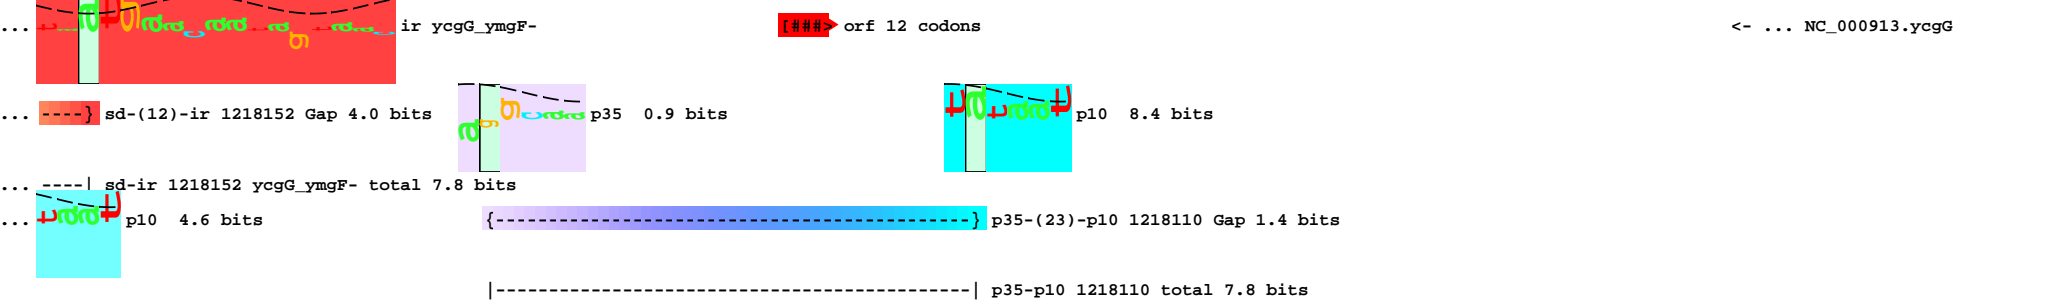 ... ir ycgG_ymgF- [###> orf 12 codons <- ... NC_000913.ycgG
... ----} sd-(12)-ir 1218152 Gap 4.0 bits p35 0.9 bits p10 8.4 bits
... ----| sd-ir 1218152 ycgG_ymgF- total 7.8 bits
... p10 4.6 bits {--------------------------------------------} p35-(23)-p10 1218110 Gap 1.4 bits
|--------------------------------------------| p35-p10 1218110 total 7.8 bits